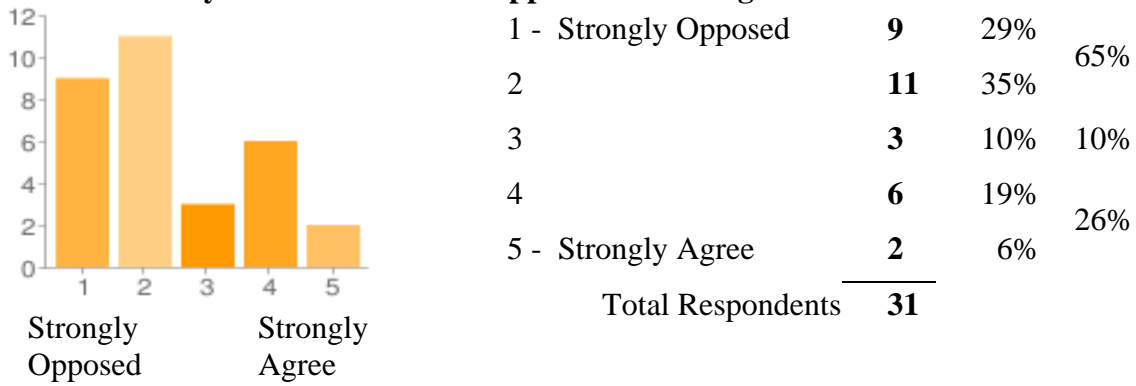 12
10
8
6
4
2
0
1 2 3 4 5
Strongly Opposed
Strongly Agree
1 - Strongly Opposed 9 29%
65%
2 11 35%
3 3 10% 10%
4 6 19%
26%
5 - Strongly Agree 2 6%
Total Respondents 31